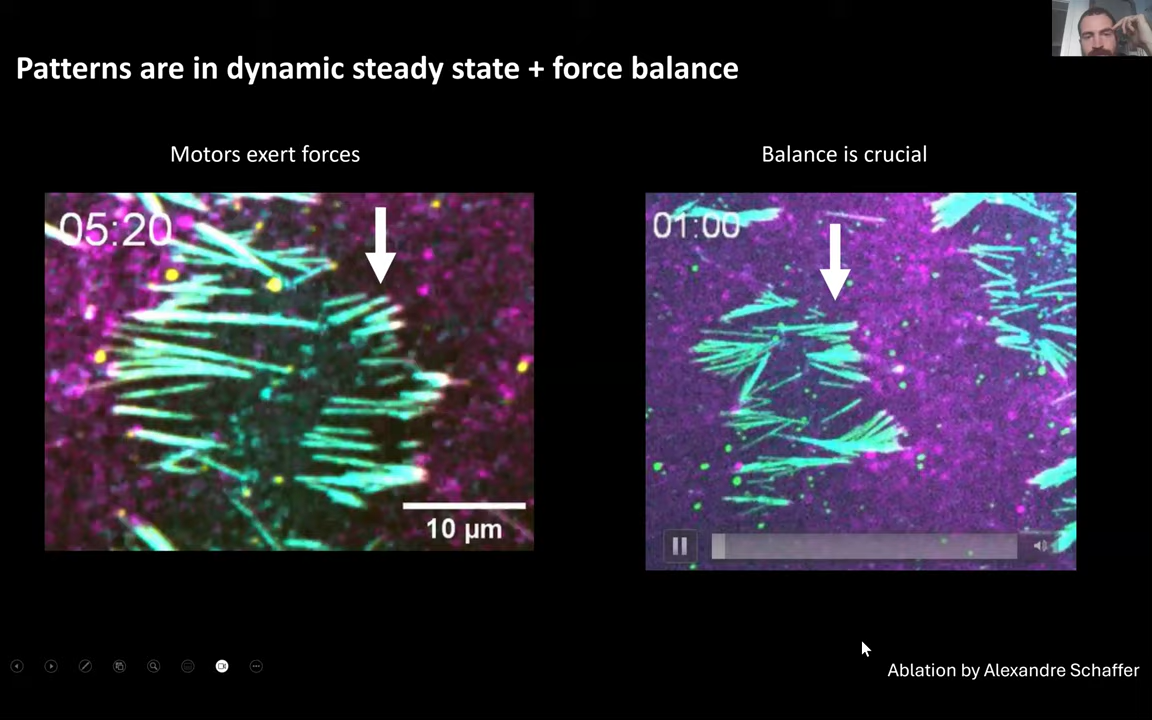 Patterns are in dynamic steady state + force balance
Motors exert forces
Balance is crucial
05:20
01:00
10 µm
Ablation by Alexandre Schaffer